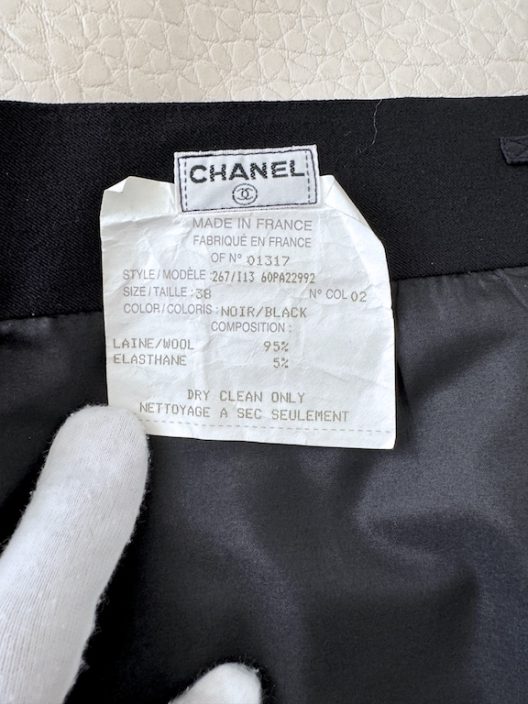 CHANEL
MADE IN FRANCE
FABRIQUÉ EN FRANCE
OF N° 01317
STYLE / MODÈLE : 267/I13 60PA22992
SIZE / TAILLE : 38 N° COL 02
COLOR / COLORIS : NOIR/BLACK
COMPOSITION :
LAINE/WOOL 95%
ELASTHANE 5%
DRY CLEAN ONLY
NETTOYAGE A SEC SEULEMENT